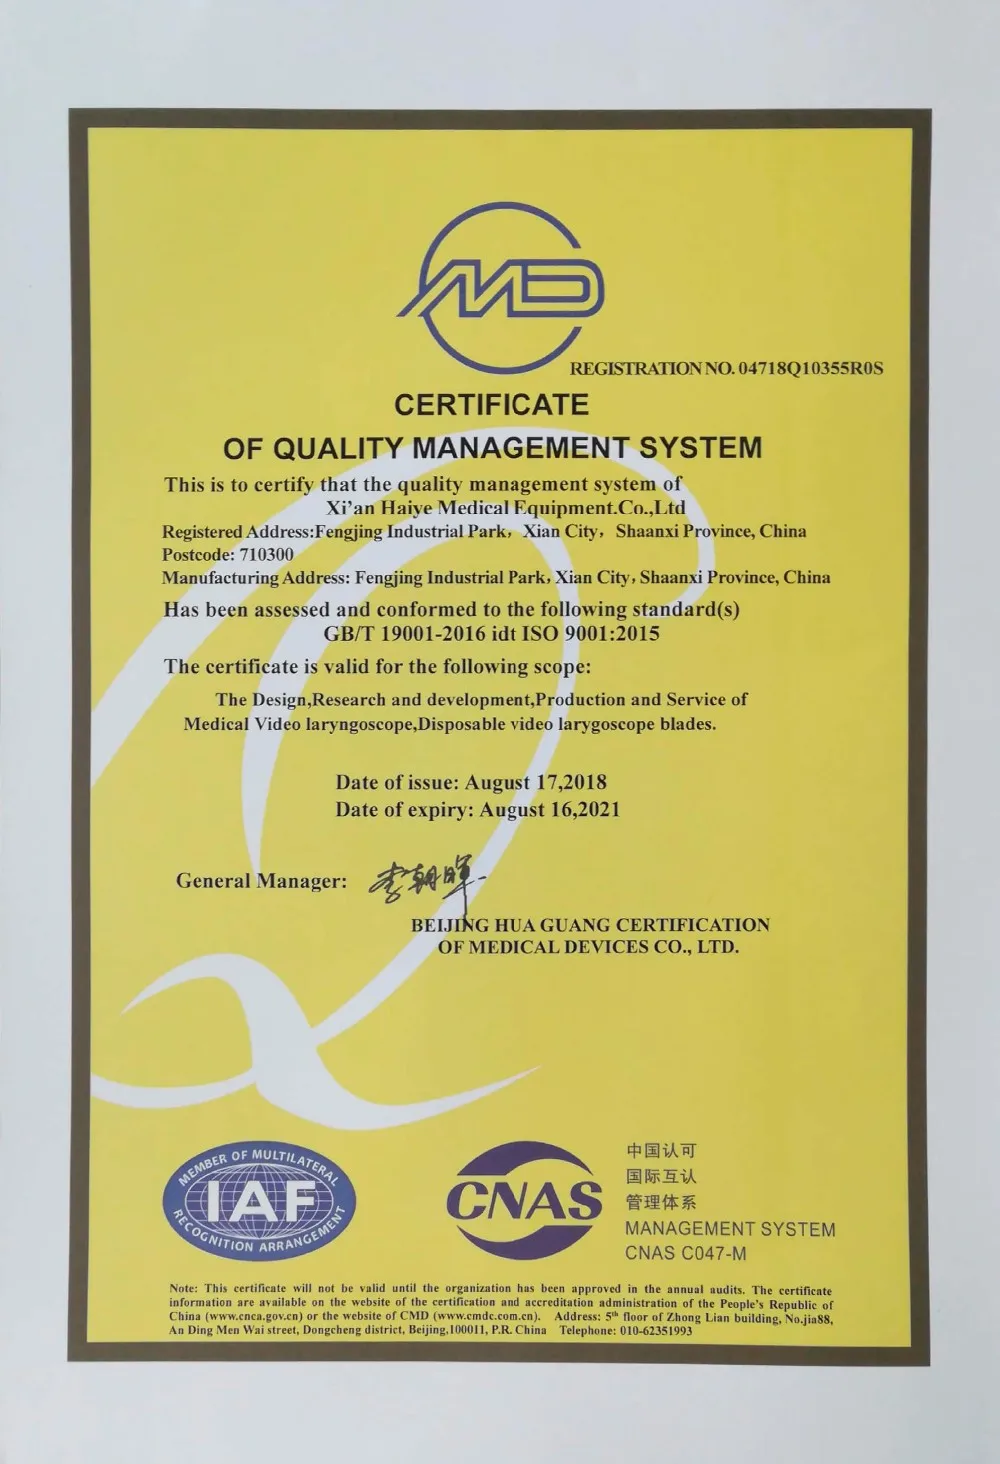 MD
REGISTRATION NO. 04718Q10355R0S
CERTIFICATE
OF QUALITY MANAGEMENT SYSTEM
This is to certify that the quality management system of
Xi'an Haiye Medical Equipment.Co.,Ltd
Registered Address:Fengjing Industrial Park, Xian City, Shaanxi Province, China
Postcode: 710300
Manufacturing Address: Fengjing Industrial Park, Xian City, Shaanxi Province, China
Has been assessed and conformed to the following standard(s)
GB/T 19001-2016 idt ISO 9001:2015
The certificate is valid for the following scope:
The Design,Research and development,Production and Service of
Medical Video laryngoscope,Disposable video larygoscope blades.
Date of issue: August 17,2018
Date of expiry: August 16,2021
General Manager: 李朝晖
BEIJING HUA GUANG CERTIFICATION
OF MEDICAL DEVICES CO., LTD.
MEMBER OF MULTILATERAL
IAF
RECOGNITION ARRANGEMENT
CNAS
中国认可
国际互认
管理体系
MANAGEMENT SYSTEM
CNAS C047-M
Note: This certificate will not be valid until the organization has been approved in the annual audits. The certificate
information are available on the website of the certification and accreditation administration of the People's Republic of
China (www.cnca.gov.cn) or the website of CMD (www.cmdc.com.cn). Address: 5th floor of Zhong Lian building, No.jia88,
An Ding Men Wai street, Dongcheng district, Beijing,100011, P.R. China Telephone: 010-62351993